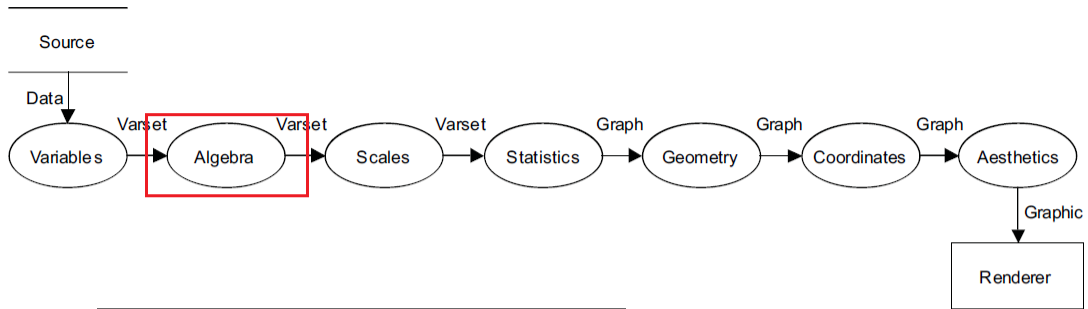 Source
Data
Varset
Varset
Varset
Graph
Graph
Graph
Variables
Algebra
Scales
Statistics
Geometry
Coordinates
Aesthetics
Graphic
Renderer